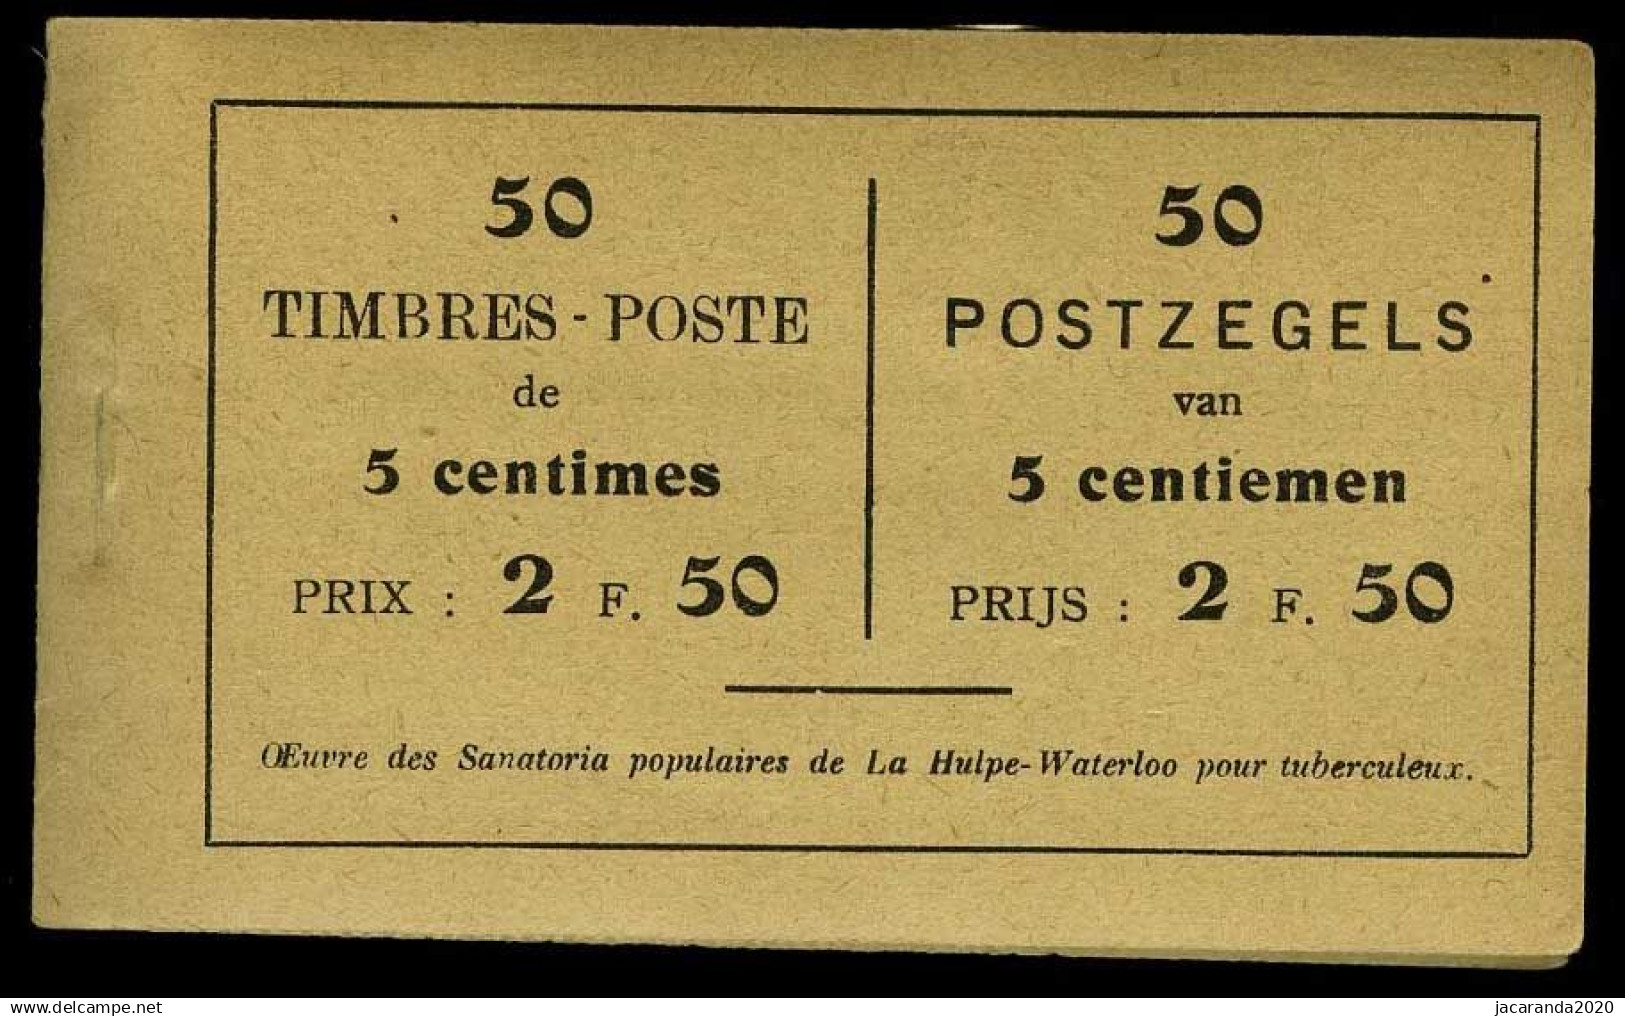 50
TIMBRES-POSTE
de
5 centimes
PRIX : 2 F. 50
50
POSTZEGELS
van
5 centiemen
PRIJS : 2 F. 50
Œuvre des Sanatoria populaires de La Hulpe-Waterloo pour tuberculeux.
www.delcampe.net
jacaranda2020